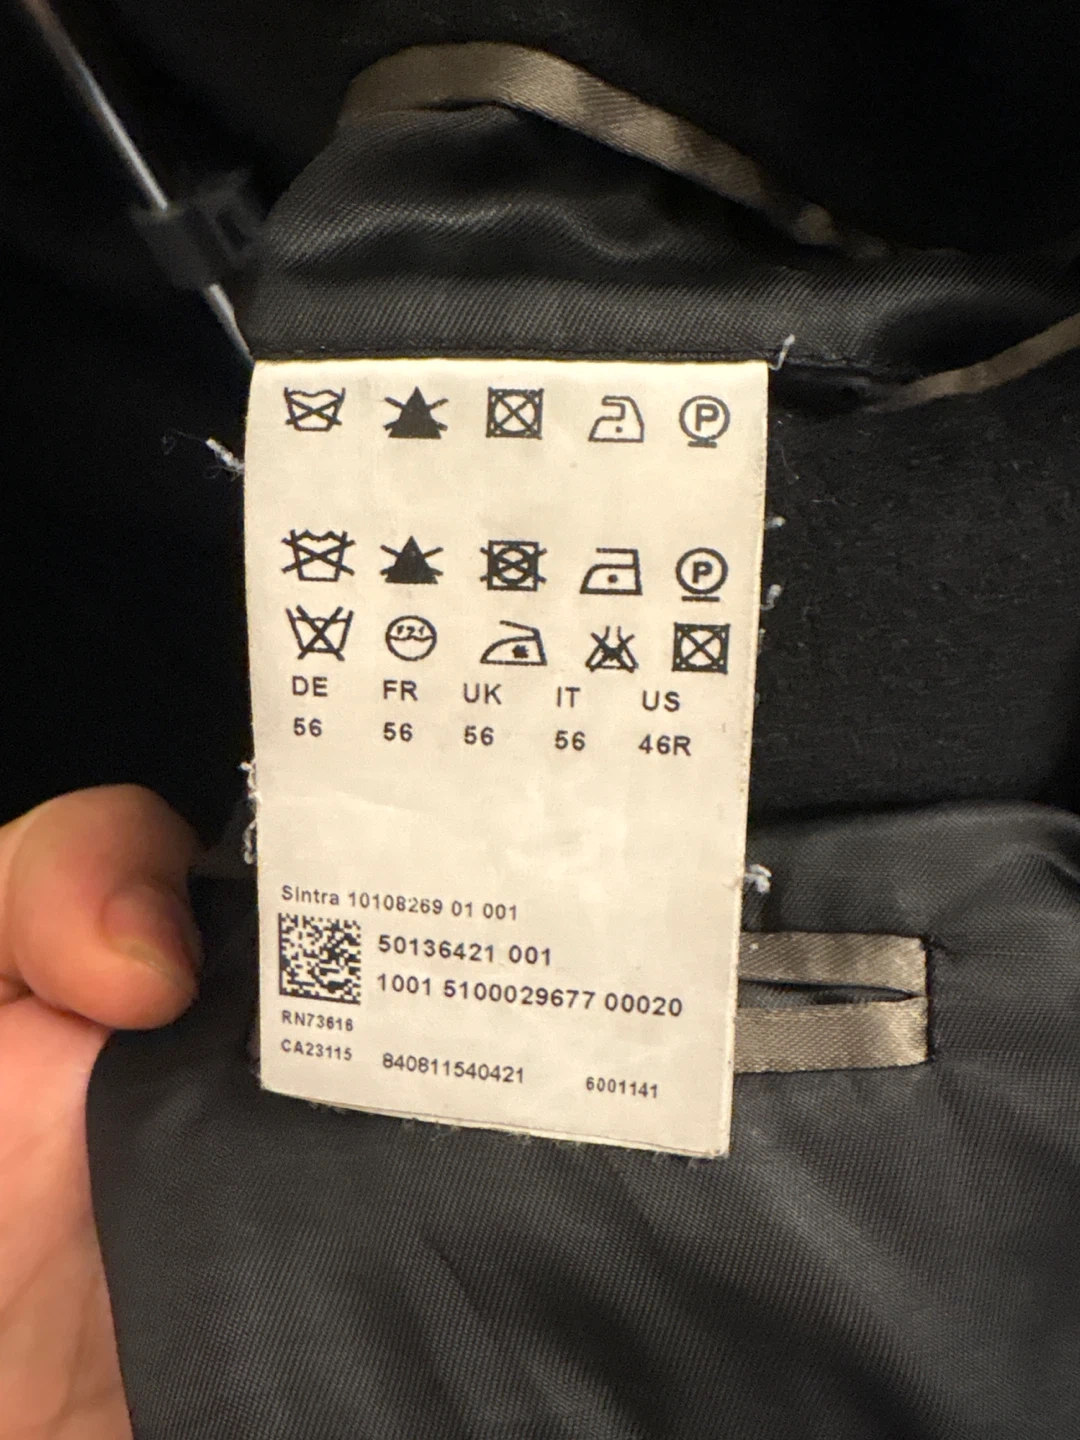 P
P
DE FR UK IT US
56 56 56 56 46R
Sintra 10108269 01 001
50136421 001
1001 5100029677 00020
RN73616
CA23115 840811540421 6001141